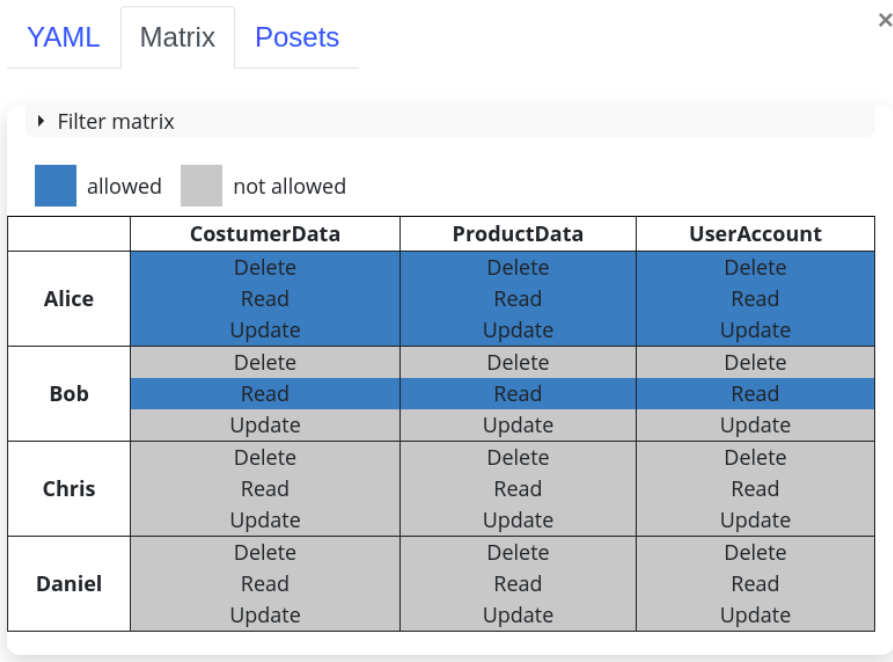 YAML Matrix Posets ×
Filter matrix
allowed not allowed
CostumerData ProductData UserAccount
Delete Delete Delete
Alice Read Read Read
Update Update Update
Delete Delete Delete
Bob Read Read Read
Update Update Update
Delete Delete Delete
Chris Read Read Read
Update Update Update
Delete Delete Delete
Daniel Read Read Read
Update Update Update